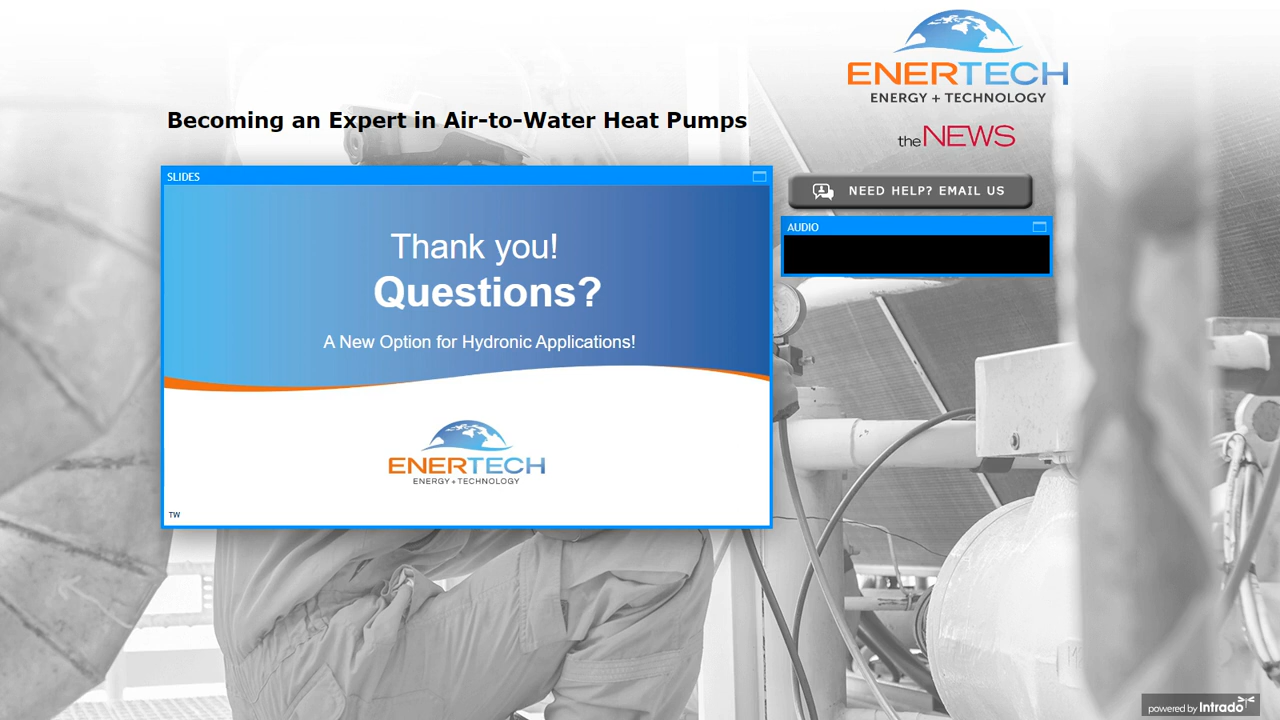 ENERTECH
ENERGY + TECHNOLOGY
Becoming an Expert in Air-to-Water Heat Pumps
the NEWS
SLIDES
NEED HELP? EMAIL US
AUDIO
Thank you!
Questions?
A New Option for Hydronic Applications!
ENERTECH
ENERGY + TECHNOLOGY
TW
powered by Intrado